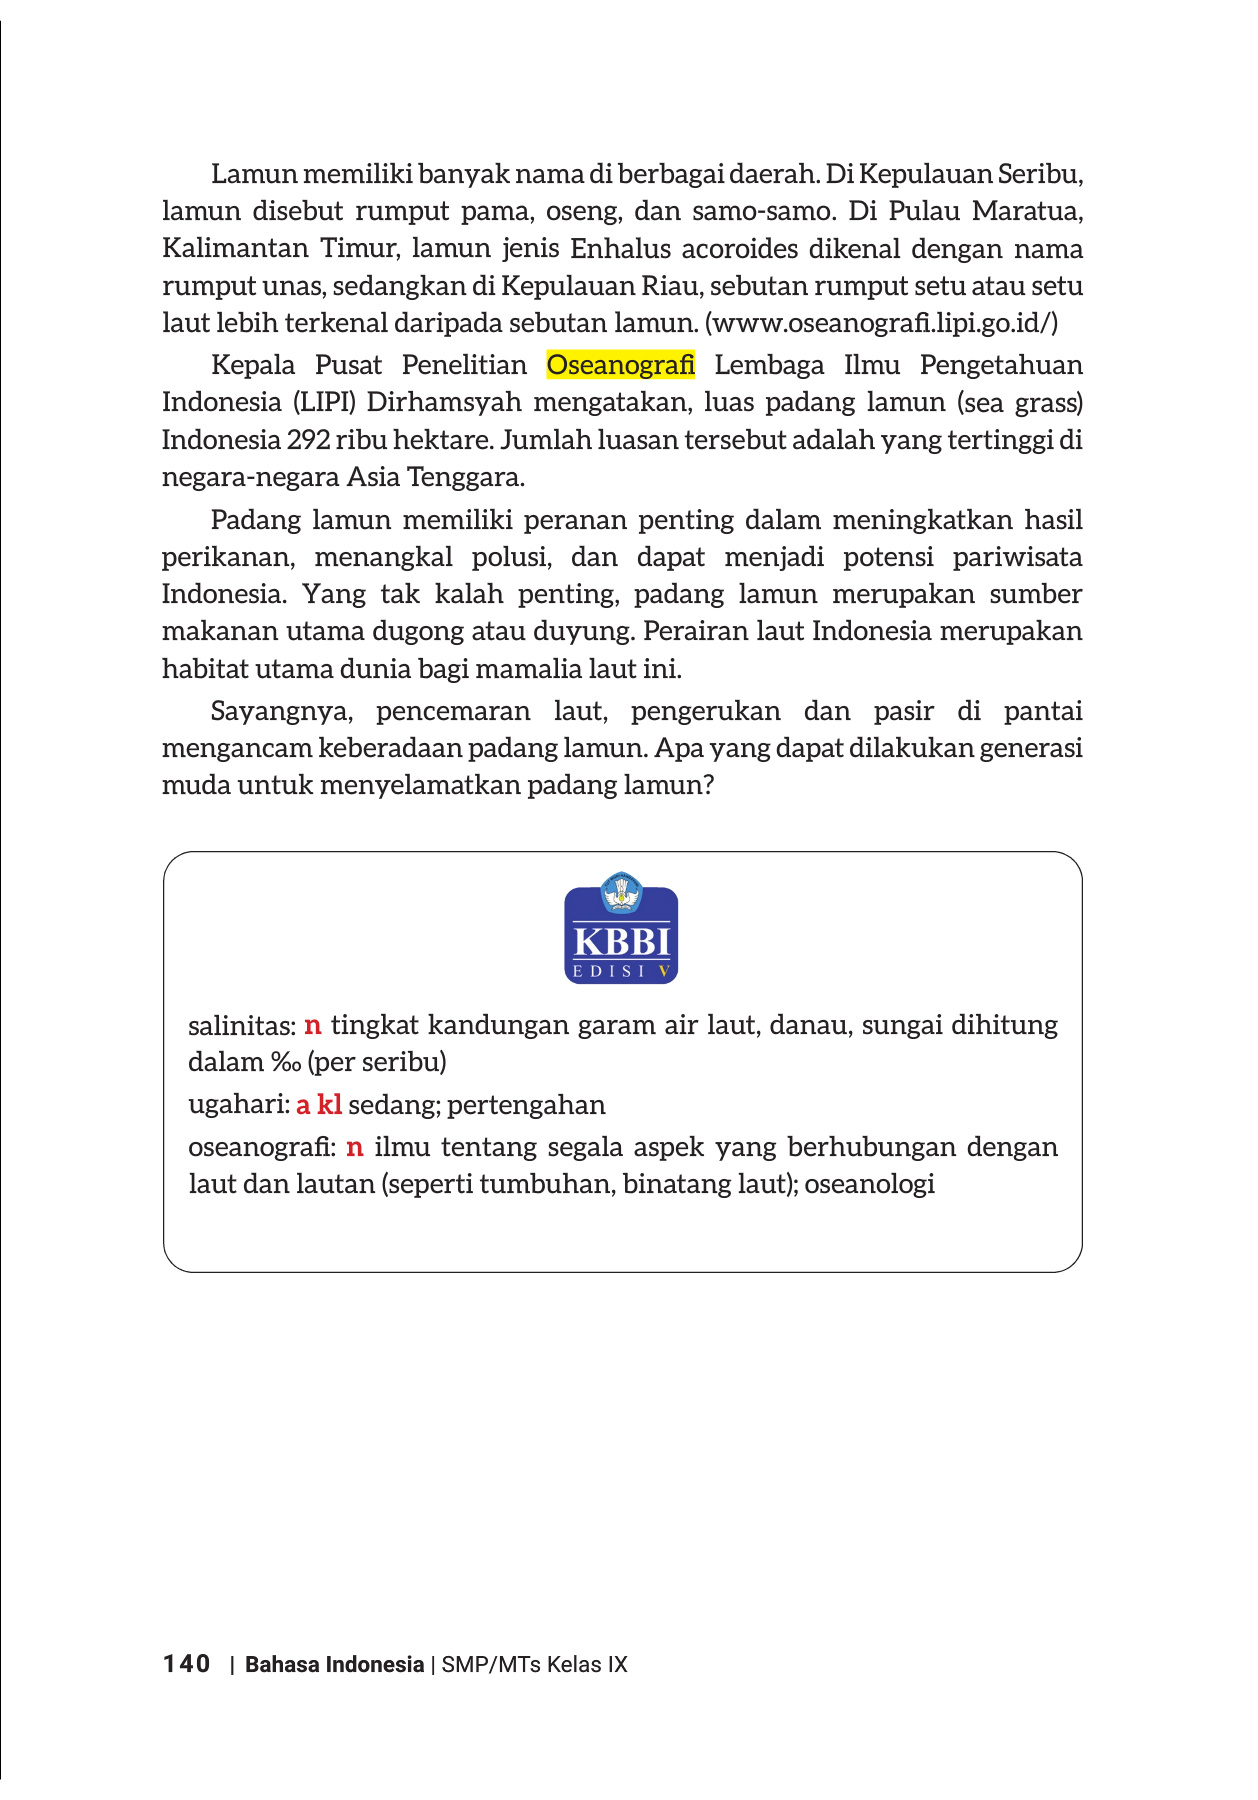 Lamun memiliki banyak nama di berbagai daerah. Di Kepulauan Seribu,
lamun disebut rumput pama, oseng, dan samo-samo. Di Pulau Maratua,
Kalimantan Timur, lamun jenis Enhalus acoroides dikenal dengan nama
rumput unas, sedangkan di Kepulauan Riau, sebutan rumput setu atau setu
laut lebih terkenal daripada sebutan lamun. (www.oseanografi.lipi.go.id/)
Kepala Pusat Penelitian Oseanografi Lembaga Ilmu Pengetahuan
Indonesia (LIPI) Dirhamsyah mengatakan, luas padang lamun (sea grass)
Indonesia 292 ribu hektare. Jumlah luasan tersebut adalah yang tertinggi di
negara-negara Asia Tenggara.
Padang lamun memiliki peranan penting dalam meningkatkan hasil
perikanan, menangkal polusi, dan dapat menjadi potensi pariwisata
Indonesia. Yang tak kalah penting, padang lamun merupakan sumber
makanan utama dugong atau duyung. Perairan laut Indonesia merupakan
habitat utama dunia bagi mamalia laut ini.
Sayangnya, pencemaran laut, pengerukan dan pasir di pantai
mengancam keberadaan padang lamun. Apa yang dapat dilakukan generasi
muda untuk menyelamatkan padang lamun?
KBBI
EDISI V
salinitas: n tingkat kandungan garam air laut, danau, sungai dihitung
dalam ‰ (per seribu)
ugahari: a kl sedang; pertengahan
oseanografi: n ilmu tentang segala aspek yang berhubungan dengan
laut dan lautan (seperti tumbuhan, binatang laut); oseanologi
140 | Bahasa Indonesia | SMP/MTs Kelas IX